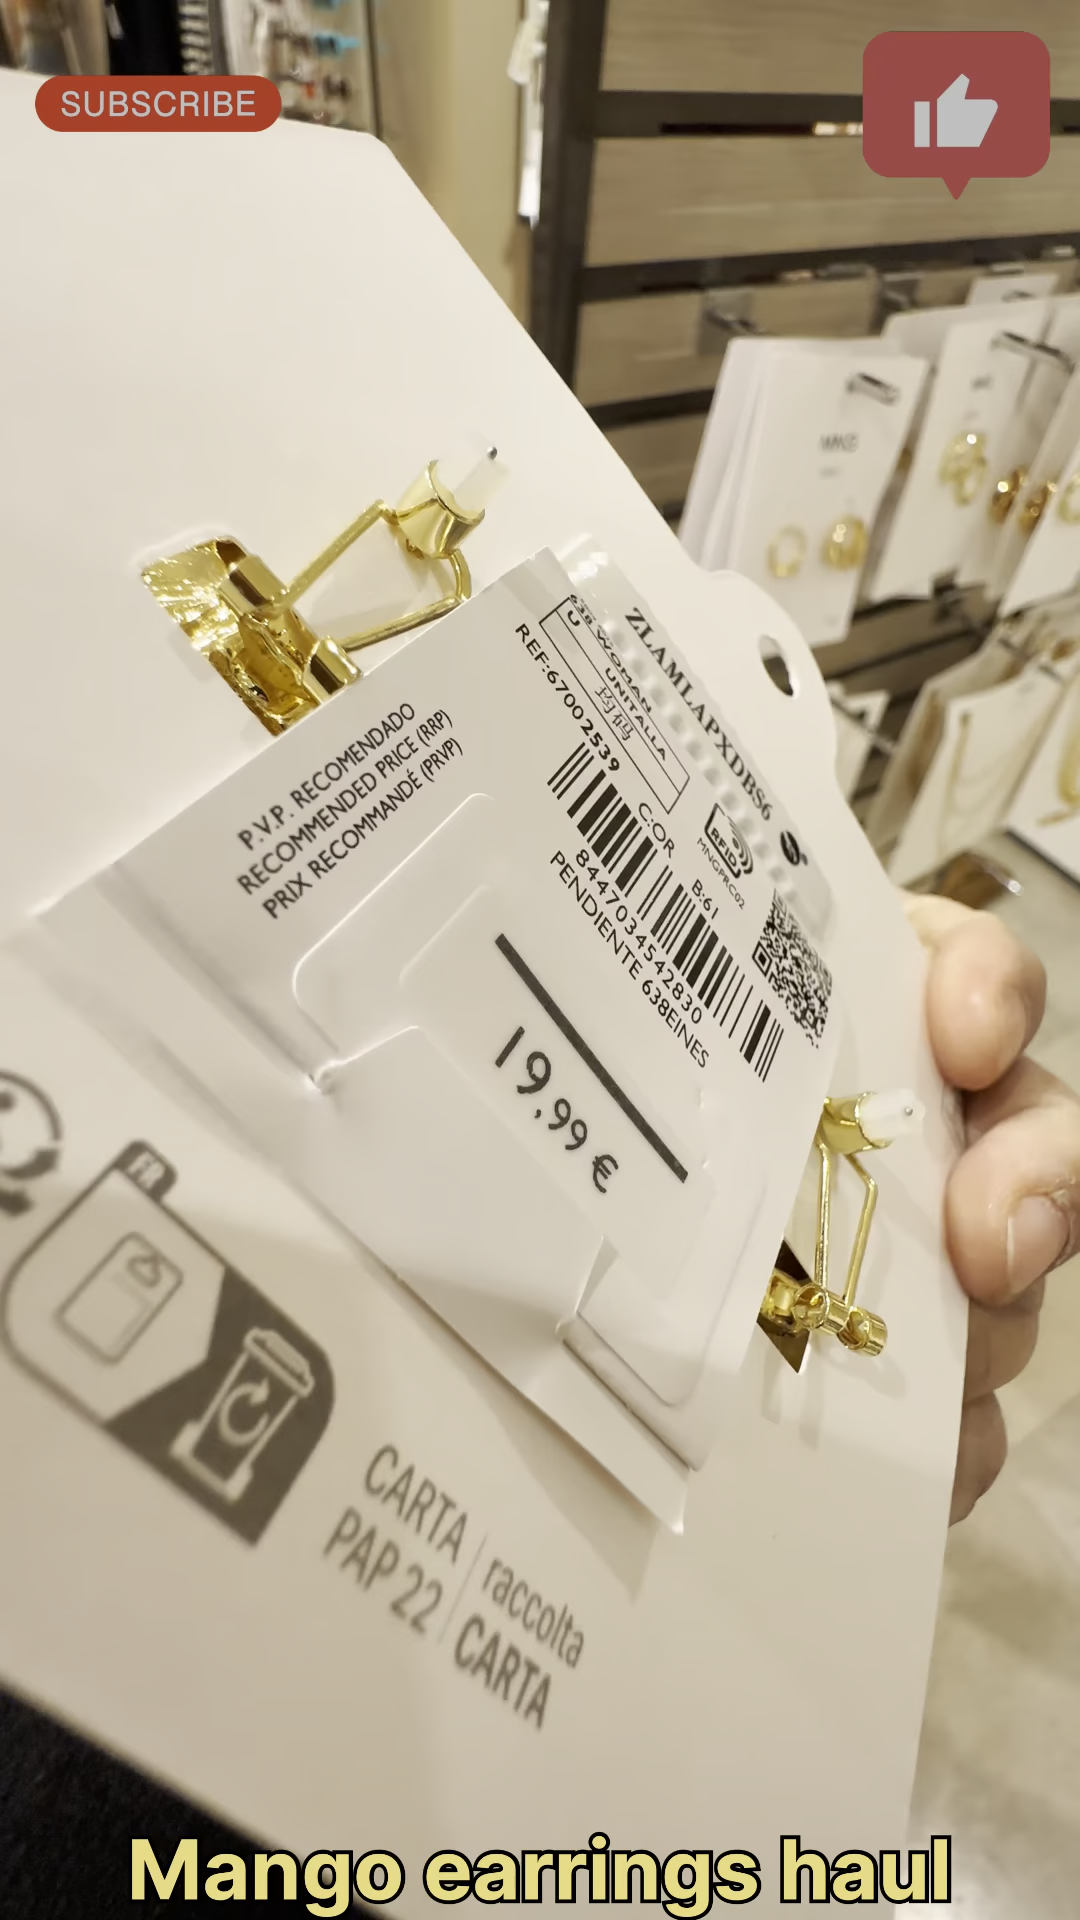 SUBSCRIBE
ZLAMLAPXDBS6
638 WOMAN
U
UNITALLA
均码
REF:67002539
C:OR
B:61
RFID
MNGPRC02
8447034542830
PENDIENTE 638EINES
P.V.P. RECOMENDADO
RECOMMENDED PRICE (RRP)
PRIX RECOMMANDÉ (PRVP)
19.99 €
FR
CARTA | raccolta
PAP 22 | CARTA
Mango earrings haul